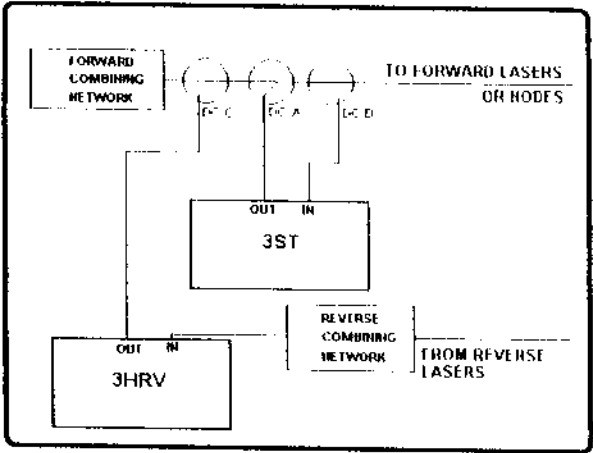 FORWARD
COMBINING
NETWORK
TO FORWARD LASERS
OR NODES
DC C
DC A
DC B
OUT
IN
3ST
REVERSE
COMBINING
NETWORK
FROM REVERSE
LASERS
OUT
IN
3HRV